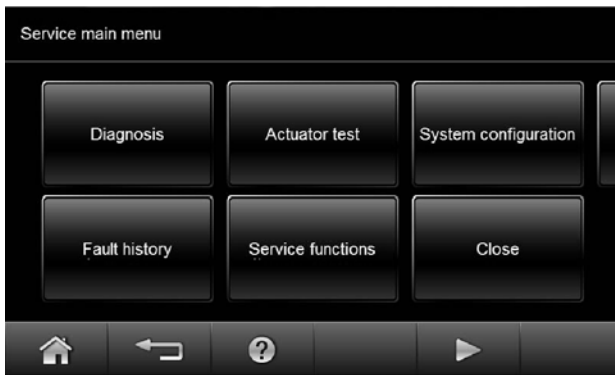 Service main menu
Diagnosis
Actuator test
System configuration
Fault history
Service functions
Close
?